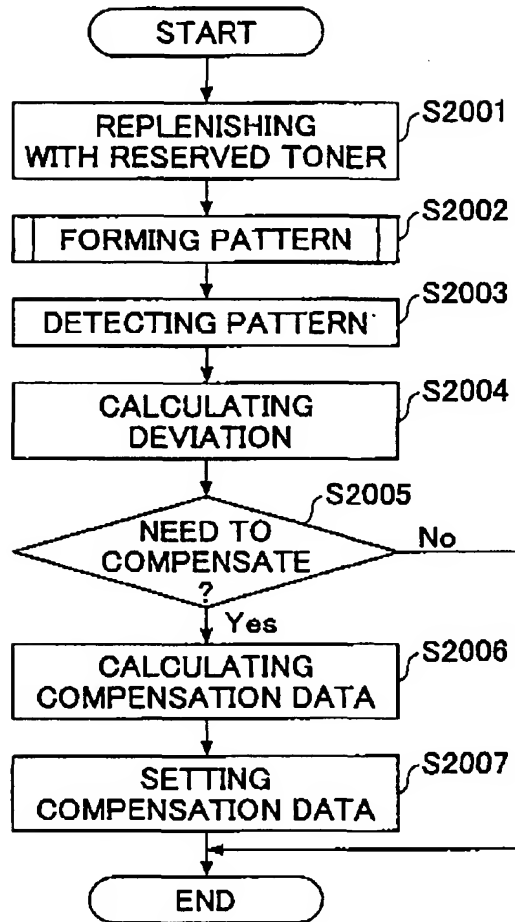 START
REPLENISHING
WITH RESERVED TONER
S2001
FORMING PATTERN
S2002
DETECTING PATTERN
S2003
CALCULATING
DEVIATION
S2004
NEED TO
COMPENSATE
?
S2005
No
Yes
CALCULATING
COMPENSATION DATA
S2006
SETTING
COMPENSATION DATA
S2007
END